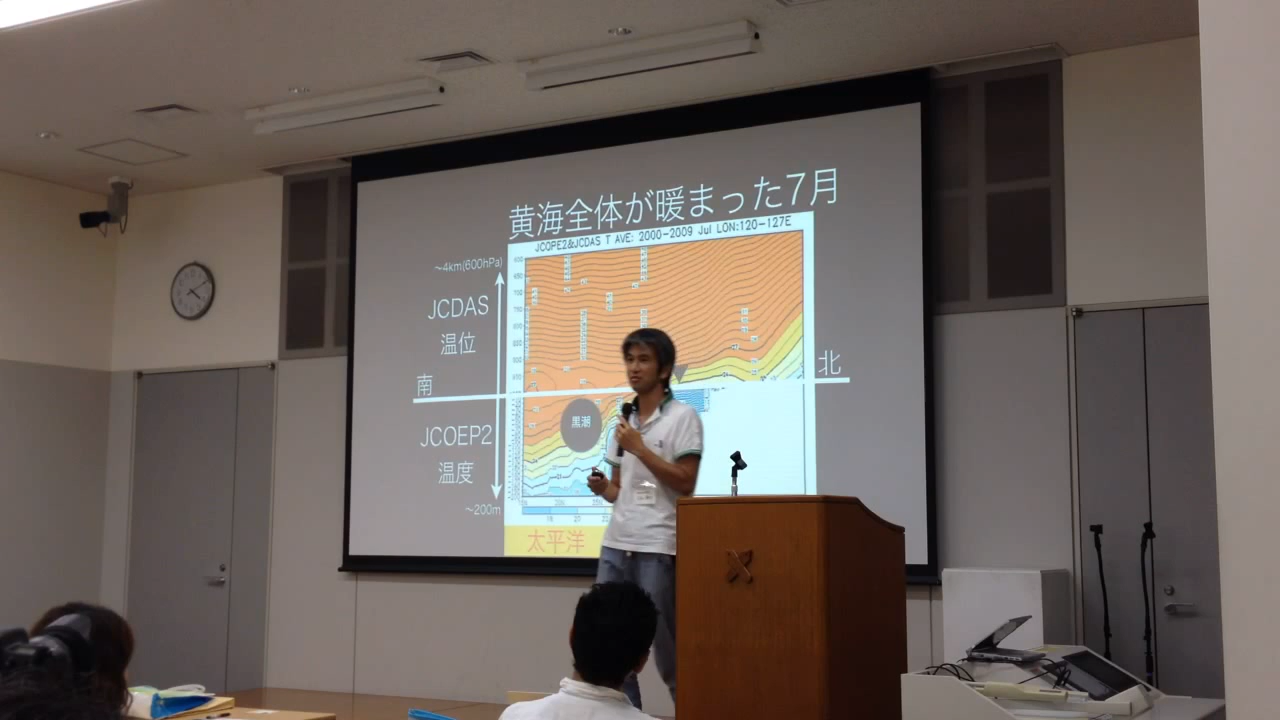 黄海全体が暖まった7月
JCOPE2&JCDAS T AVE: 2000-2009 Jul LON:120-127E
~4km(600hPa)
JCDAS
温位
南
北
黒潮
JCOEP2
温度
~200m
太平洋